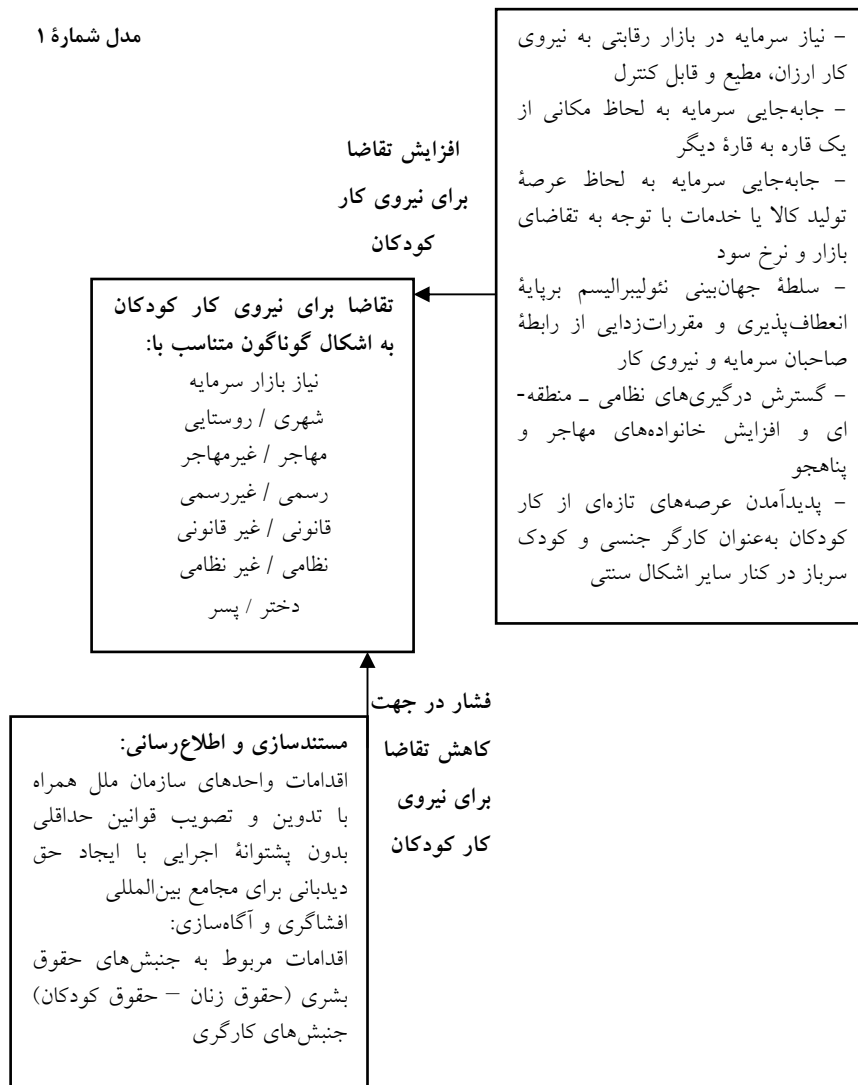 مدل شمارهٔ ۱
– نیاز سرمایه در بازار رقابتی به نیروی
کار ارزان، مطیع و قابل کنترل
– جابه‌جایی سرمایه به لحاظ مکانی از
یک قاره به قارهٔ دیگر
– جابه‌جایی سرمایه به لحاظ عرصهٔ
تولید کالا یا خدمات با توجه به تقاضای
بازار و نرخ سود
– سلطهٔ جهان‌بینی نئولیبرالیسم برپایهٔ
انعطاف‌پذیری و مقررات‌زدایی از رابطهٔ
صاحبان سرمایه و نیروی کار
– گسترش درگیری‌های نظامی ـ منطقه-
ای و افزایش خانواده‌های مهاجر و
پناهجو
– پدیدآمدن عرصه‌های تازه‌ای از کار
کودکان به‌عنوان کارگر جنسی و کودک
سرباز در کنار سایر اشکال سنتی
افزایش تقاضا
برای نیروی کار
کودکان
تقاضا برای نیروی کار کودکان
به اشکال گوناگون متناسب با:
نیاز بازار سرمایه
شهری / روستایی
مهاجر / غیرمهاجر
رسمی / غیررسمی
قانونی / غیر قانونی
نظامی / غیر نظامی
دختر / پسر
فشار در جهت
کاهش تقاضا
برای نیروی
کار کودکان
مستندسازی و اطلاع‌رسانی:
اقدامات واحدهای سازمان ملل همراه
با تدوین و تصویب قوانین حداقلی
بدون پشتوانهٔ اجرایی با ایجاد حق
دیدبانی برای مجامع بین‌المللی
افشاگری و آگاه‌سازی:
اقدامات مربوط به جنبش‌های حقوق
بشری (حقوق زنان – حقوق کودکان)
جنبش‌های کارگری